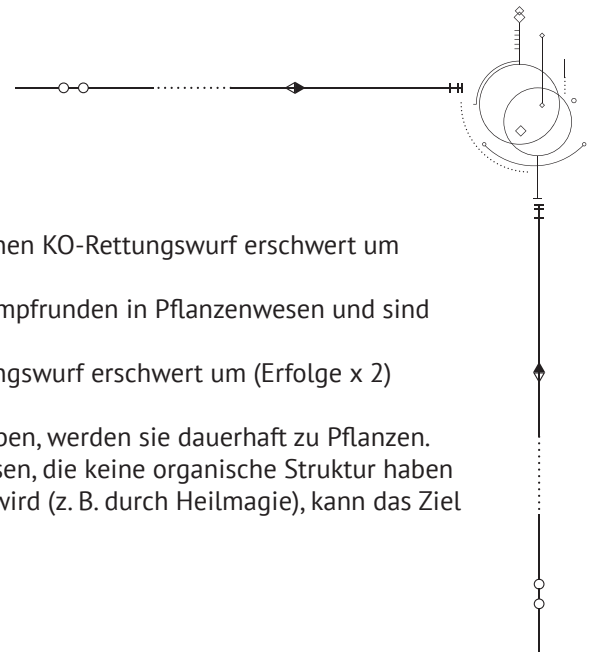 nen KO-Rettungswurf erschwert um
mpfrunden in Pflanzenwesen und sind
ngswurf erschwert um (Erfolge x 2)
ben, werden sie dauerhaft zu Pflanzen.
sen, die keine organische Struktur haben
wird (z. B. durch Heilmagie), kann das Ziel